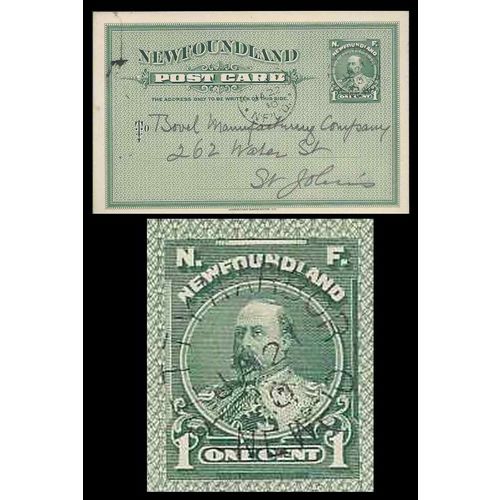 NEWFOUNDLAND
POST CARD
THE ADDRESS ONLY TO BE WRITTEN ON THIS SIDE
N. F.
NEWFOUNDLAND
1 ONE CENT 1
To Bovel Manufacturing Company
262 Water St
St John's
N. F.
NEWFOUNDLAND
1 ONE CENT 1